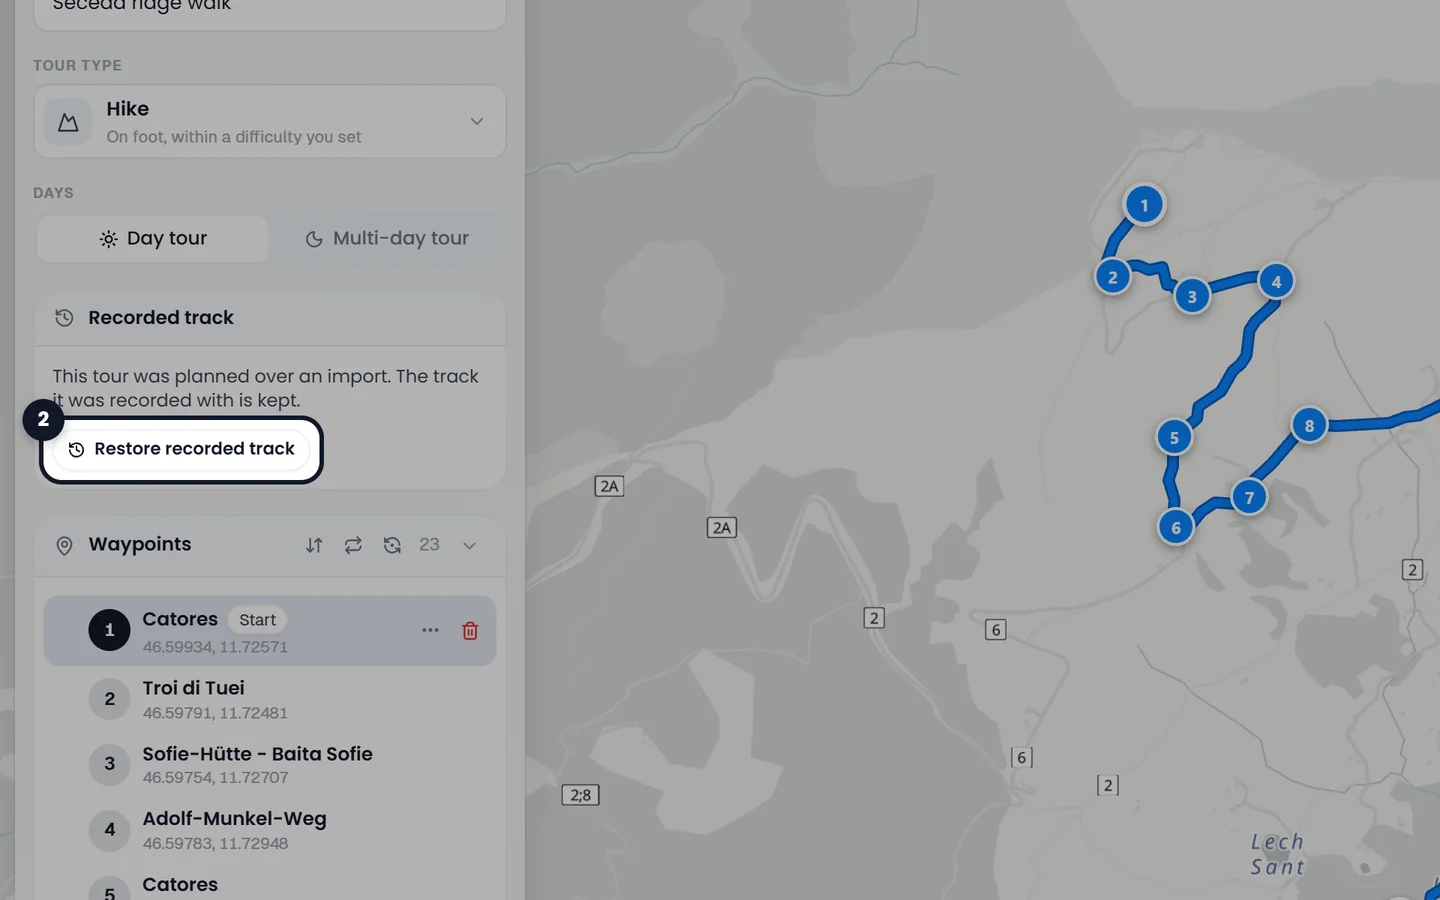 Seceda ridge walk
TOUR TYPE
Hike
On foot, within a difficulty you set
DAYS
Day tour
Multi-day tour
Recorded track
This tour was planned over an import. The track
it was recorded with is kept.
2
Restore recorded track
Waypoints
23
1
Catores
Start
46.59934, 11.72571
2
Troi di Tuei
46.59791, 11.72481
3
Sofie-Hütte - Baita Sofie
46.59754, 11.72707
4
Adolf-Munkel-Weg
46.59783, 11.72948
5
Catores
1
2
3
4
5
6
7
8
2A
2A
2
2
6
6
2
2;8
Lech
Sant